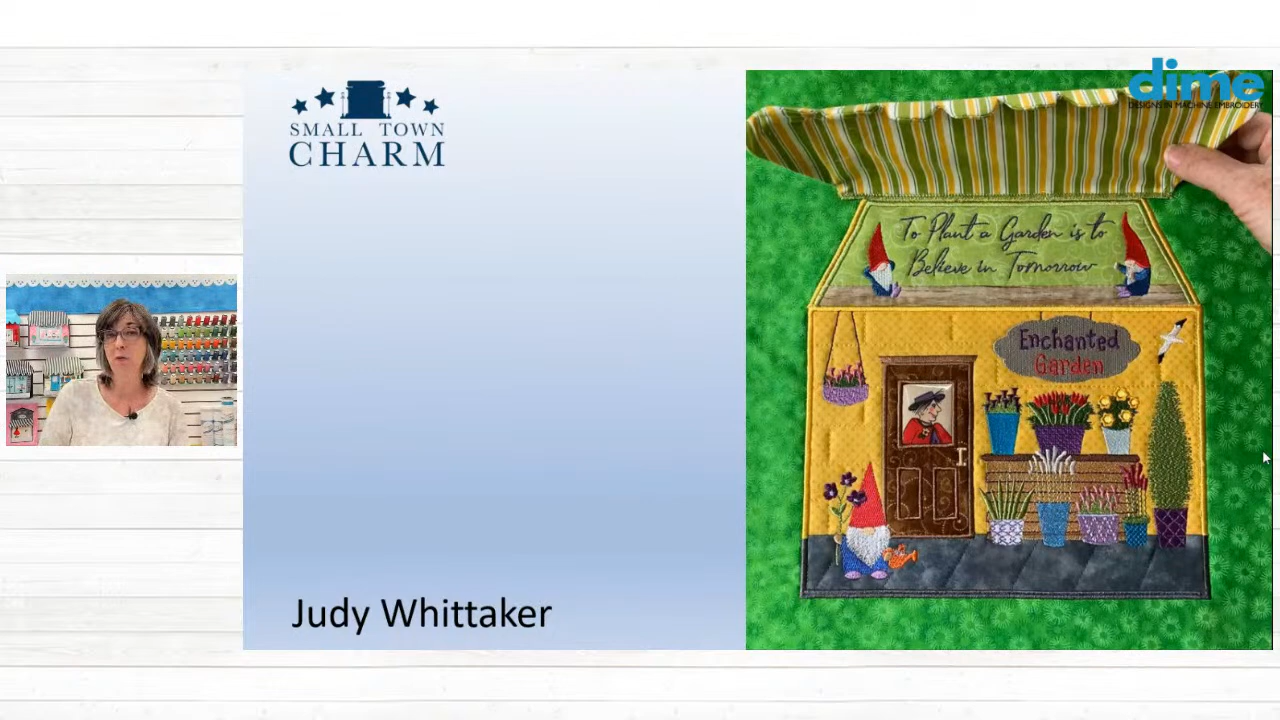 SMALL TOWN
CHARM
dime
DESIGNS IN MACHINE EMBROIDERY
To Plant a Garden is to
Believe in Tomorrow
Enchanted
Garden
Judy Whittaker